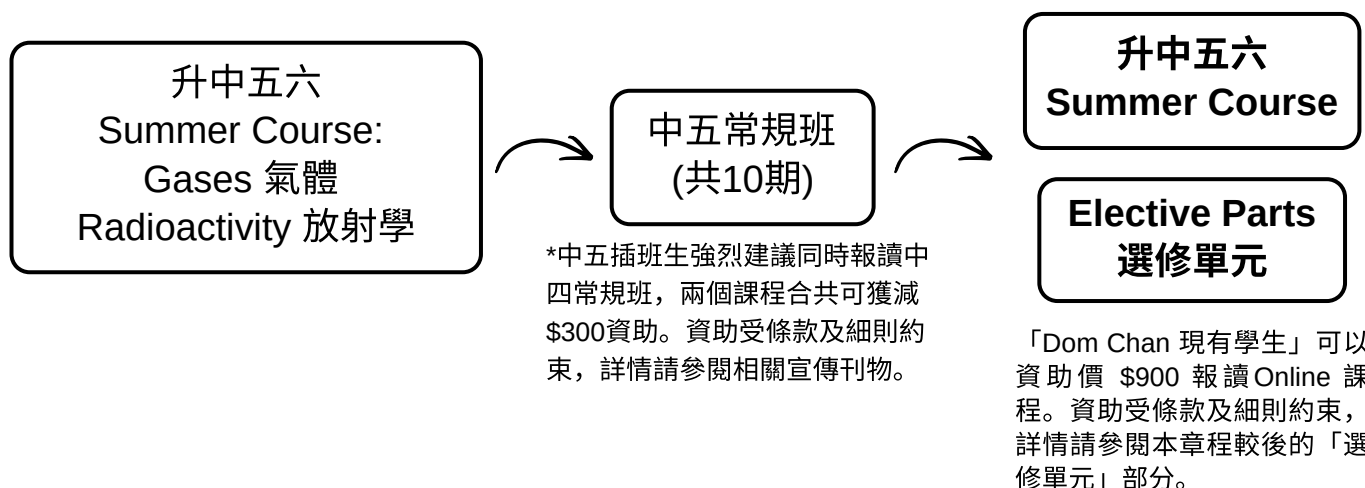 升中五六
Summer Course:
Gases 氣體
Radioactivity 放射學
中五常規班
(共10期)
*中五插班生強烈建議同時報讀中
四常規班，兩個課程合共可獲減
$300資助。資助受條款及細則約
束，詳情請參閱相關宣傳刊物。
升中五六
Summer Course
Elective Parts
選修單元
「Dom Chan 現有學生」可以
資助價 $900 報讀Online 課
程。資助受條款及細則約束，
詳情請參閱本章程較後的「選
修單元」部分。